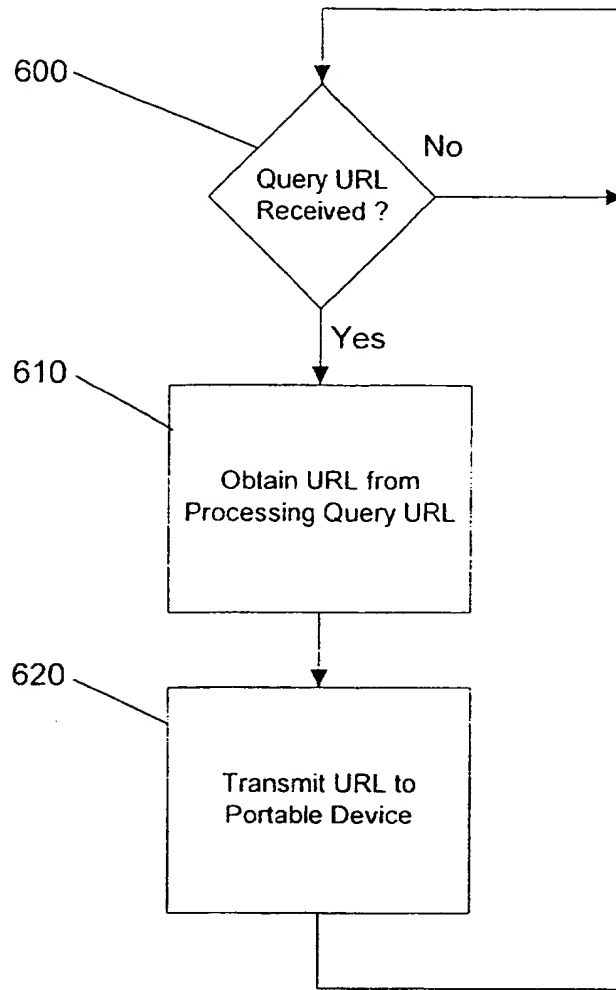 600
No
Query URL
Received ?
Yes
610
Obtain URL from
Processing Query URL
620
Transmit URL to
Portable Device